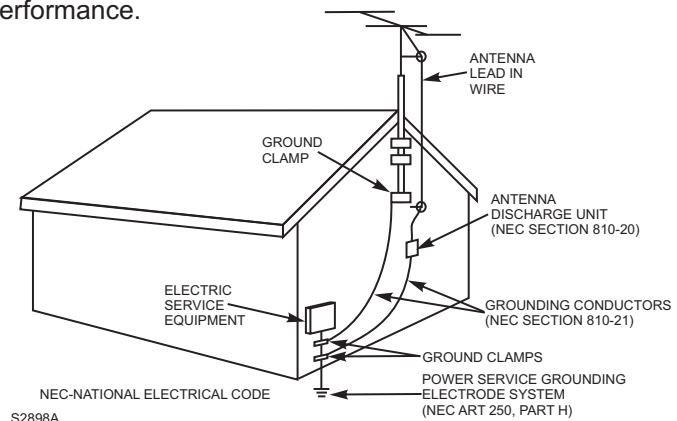 erformance.
ANTENNA
LEAD IN
WIRE
GROUND
CLAMP
ANTENNA
DISCHARGE UNIT
(NEC SECTION 810-20)
ELECTRIC
SERVICE
EQUIPMENT
GROUNDING CONDUCTORS
(NEC SECTION 810-21)
GROUND CLAMPS
POWER SERVICE GROUNDING
ELECTRODE SYSTEM
(NEC ART 250, PART H)
NEC-NATIONAL ELECTRICAL CODE
S2898A